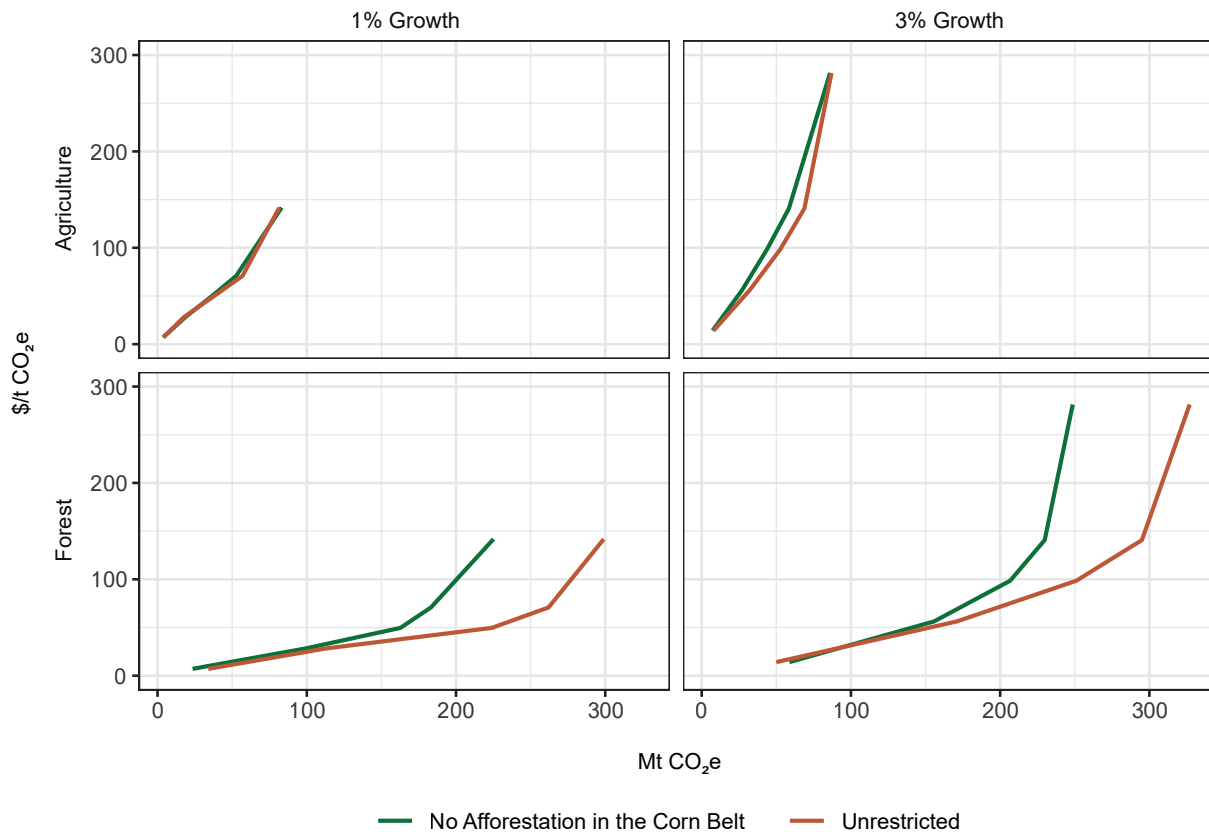 1% Growth
3% Growth
Agriculture
300
200
100
0
$/t CO₂e
Forest
300
200
100
0
0 100 200 300
0 100 200 300
Mt CO₂e
No Afforestation in the Corn Belt
Unrestricted